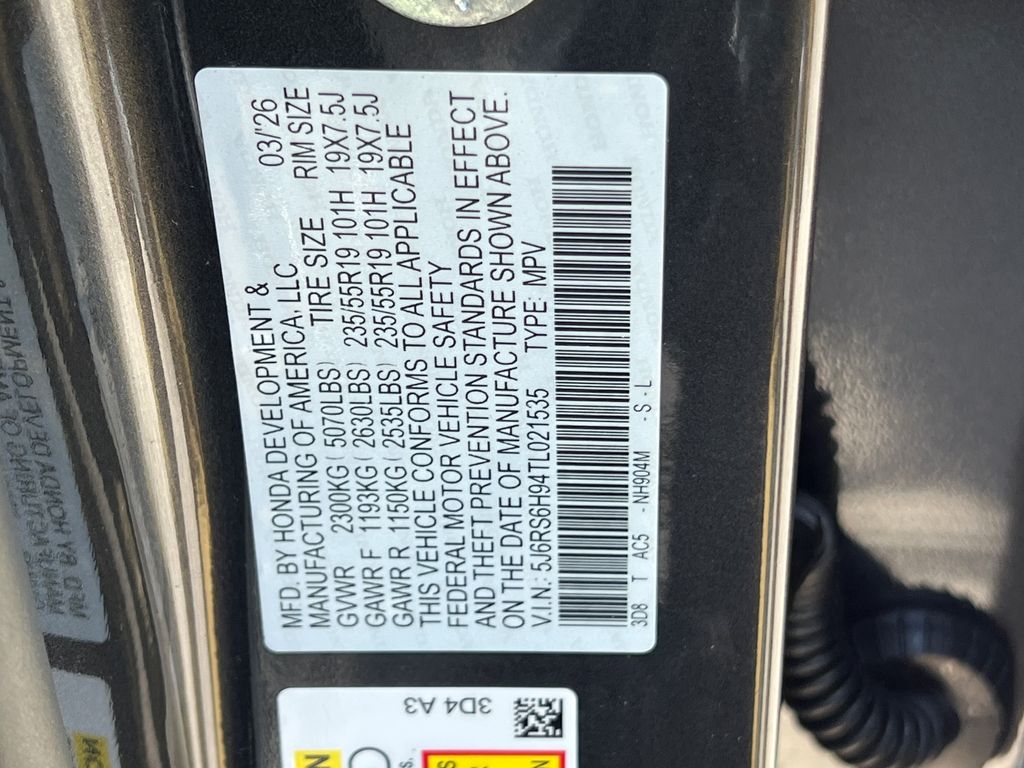 MFD. BY HONDA DEVELOPMENT & 03/'26
MANUFACTURING OF AMERICA, LLC
TIRE SIZE RIM SIZE
GVWR 2300KG ( 5070LBS)
GAWR F 1193KG ( 2630LBS) 235/55R19 101H 19X7.5J
GAWR R 1150KG ( 2535LBS) 235/55R19 101H 19X7.5J
THIS VEHICLE CONFORMS TO ALL APPLICABLE
FEDERAL MOTOR VEHICLE SAFETY
AND THEFT PREVENTION STANDARDS IN EFFECT
ON THE DATE OF MANUFACTURE SHOWN ABOVE.
V.I.N.: 5J6RS6H94TL021535 TYPE: MPV
3D8 T AC5 -NH904M -S-L
3D4 A3